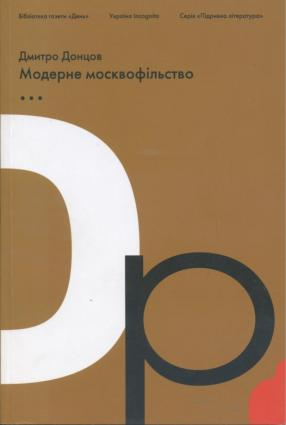 Бібліотека газети «День» Україна Incognita Серія «Підривна література»
Дмитро Донцов
Модерне москвофільство
...
Dp